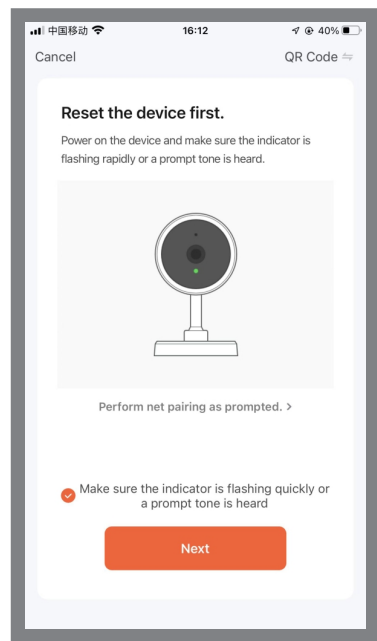 中国移动 16:12 40%
Cancel QR Code
Reset the device first.
Power on the device and make sure the indicator is
flashing rapidly or a prompt tone is heard.
Perform net pairing as prompted. >
Make sure the indicator is flashing quickly or
a prompt tone is heard
Next